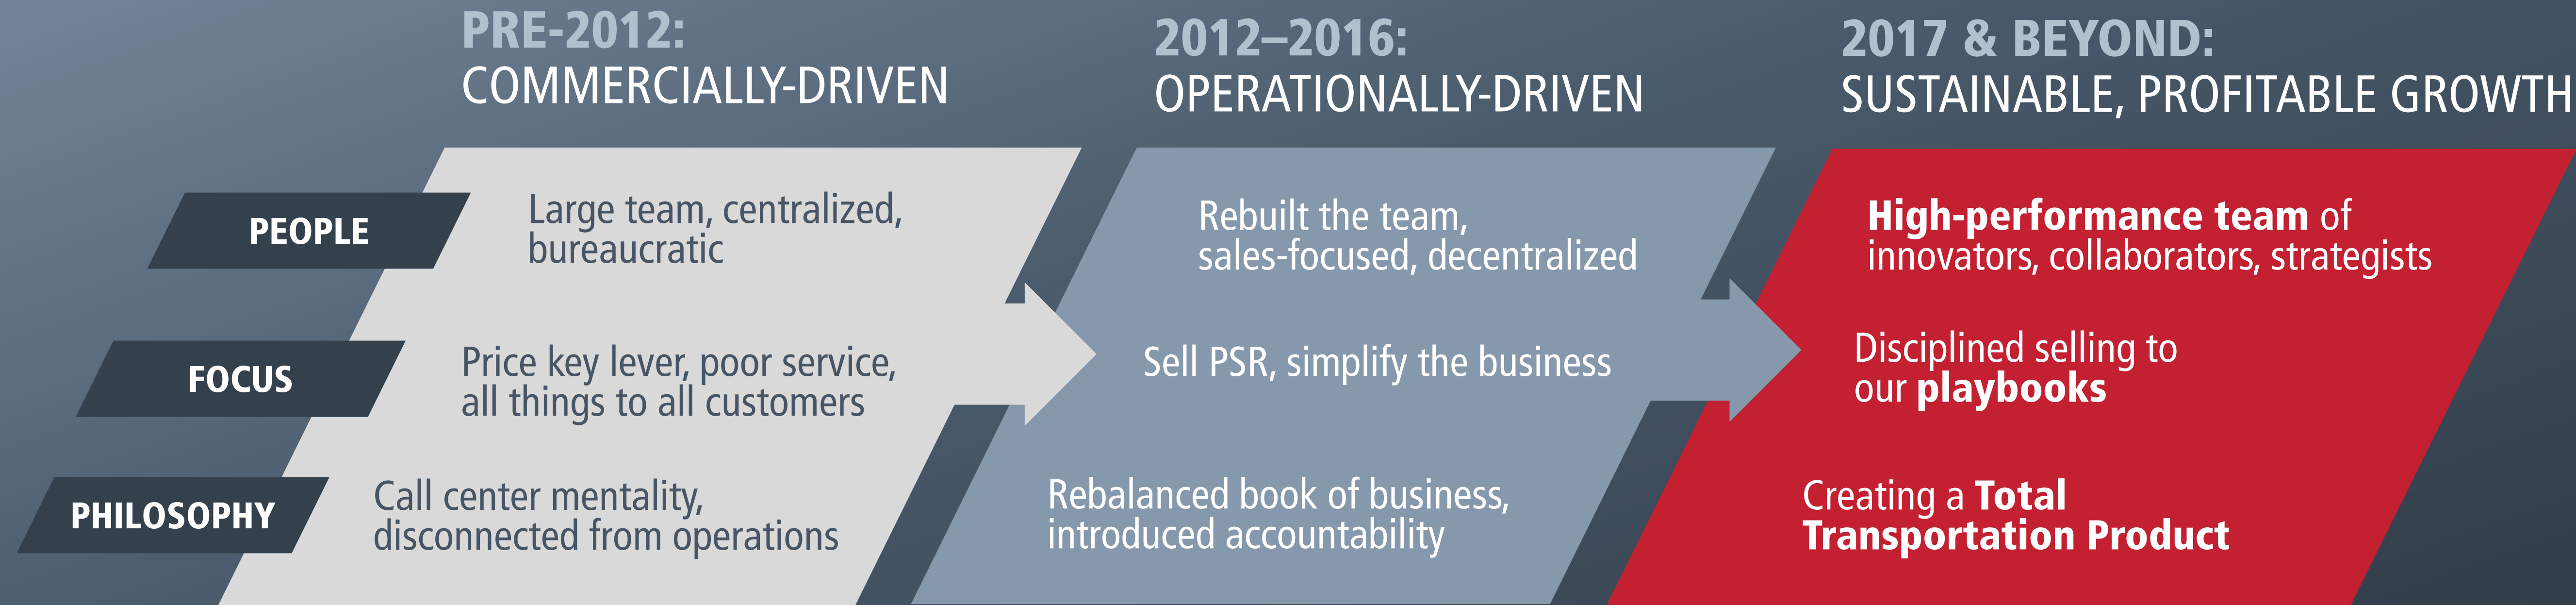 PRE-2012:
COMMERCIALLY-DRIVEN
2012–2016:
OPERATIONALLY-DRIVEN
2017 & BEYOND:
SUSTAINABLE, PROFITABLE GROWTH
PEOPLE
Large team, centralized,
bureaucratic
Rebuilt the team,
sales-focused, decentralized
High-performance team of
innovators, collaborators, strategists
FOCUS
Price key lever, poor service,
all things to all customers
Sell PSR, simplify the business
Disciplined selling to
our playbooks
PHILOSOPHY
Call center mentality,
disconnected from operations
Rebalanced book of business,
introduced accountability
Creating a Total
Transportation Product